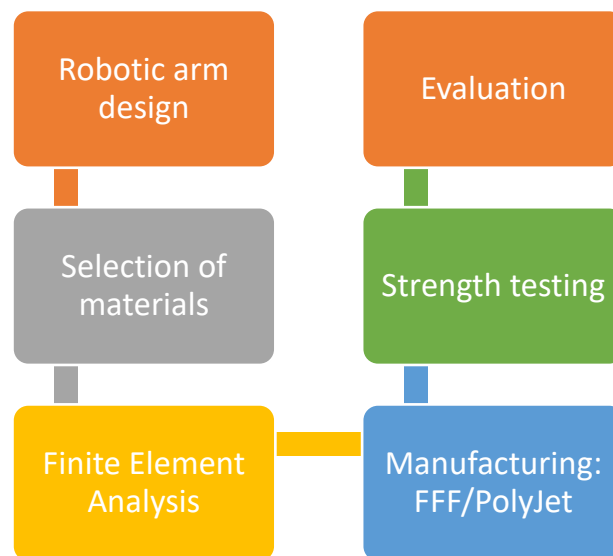 Robotic arm
design
Selection of
materials
Finite Element
Analysis
Manufacturing:
FFF/PolyJet
Strength testing
Evaluation